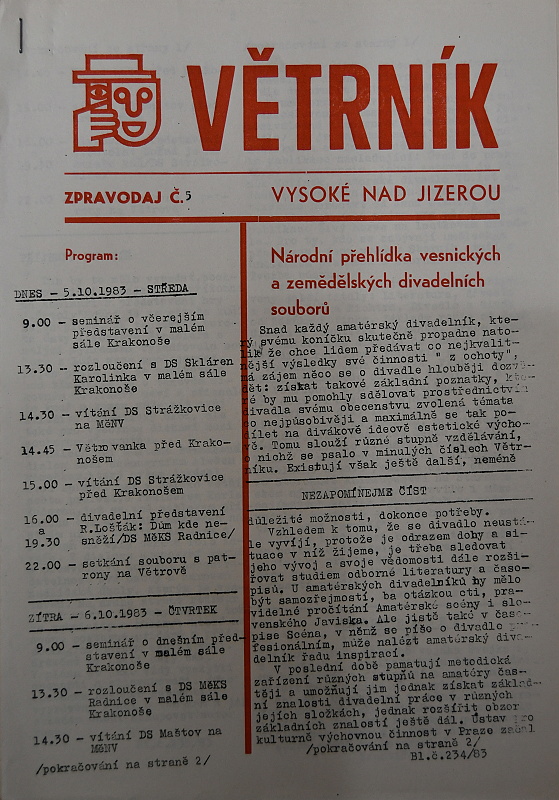 VĚTRNÍK
ZPRAVODAJ Č.5
VYSOKÉ NAD JIZEROU
Program:
DNES - 5.10.1983 - STŘEDA
9.00 - seminář o včerejším
představení v malém
sále Krakonoše
13.30 - rozloučení s DS Skláren
Karolinka v malém sále
Krakonoše
14.30 - vítání DS Strážkovice
na MěNV
14.45 - Větrovanka před Krako-
nošem
15.00 - vítání DS Strážkovice
před Krakonošem
16.00 - divadelní představení
a R.Lošťák: Dům kde ne-
19.30 sněží/DS MěKS Radnice/
22.00 - setkání souboru s pat-
rony na Větrově
ZÍTRA - 6.10.1983 - ČTVRTEK
9.00 - seminář o dnešním před-
stavení v malém sále
Krakonoše
13.30 - rozloučení s DS MěKS
Radnice v malém sále
Krakonoše
14.30 - vítání DS Maštov na
MěNV
/pokračování na straně 2/
Národní přehlídka vesnických
a zemědělských divadelních
souborů
Snad každý amatérský divadelník, kte-
rý svému koníčku skutečně propadne nato-
lik že chce lidem předávat co nejkvalit-
nější výsledky své činnosti " z ochoty",
má zájem něco se o divadle hlouběji
dět: získat takové základní poznatky,
ré by mu pomohly sdělovat prostřednictvím
divadla svému obecenstvu zvolená témata
co nejpůsobivěji a maximálně se tak po-
dílet na divákově ideově estetické výcho-
vě. Tomu slouží různé stupně vzdělávání,
o nichž se psalo v minulých číslech Větr-
níku. Existují však ještě další, neméně
NEZAPOMÍNEJME ČÍST
důležité možnosti, dokonce potřeby.
Vzhledem k tomu, že se divadlo neustá-
le vyvíjí, protože je odrazem doby a si-
tuace v níž žijeme, je třeba sledovat
jeho vývoj a svoje vědomosti dále rozši-
řovat studiem odborné literatury a časo-
pisů. U amatérských divadelníků by mělo
být samozřejmostí, ba otázkou cti, pra-
videlné pročítání Amatérské scény i slo-
venského Javiska. Ale jistě také v časo-
pise Scéna, v němž se píše o divadle
fesionálním, může nalézt amatérský diva-
delník řadu inspirací.
V poslední době pamatují metodická
zařízení různých stupňů na amatéry čas-
těji a umožňují jim jednak získat základ-
ní znalosti divadelní práce v různých
jejích složkách, jednak rozšířit obzor
základních znalostí ještě dál. Ústav pro
kulturně výchovnou činnost v Praze začal
/pokračování na straně 2/
Bl.č.234/83